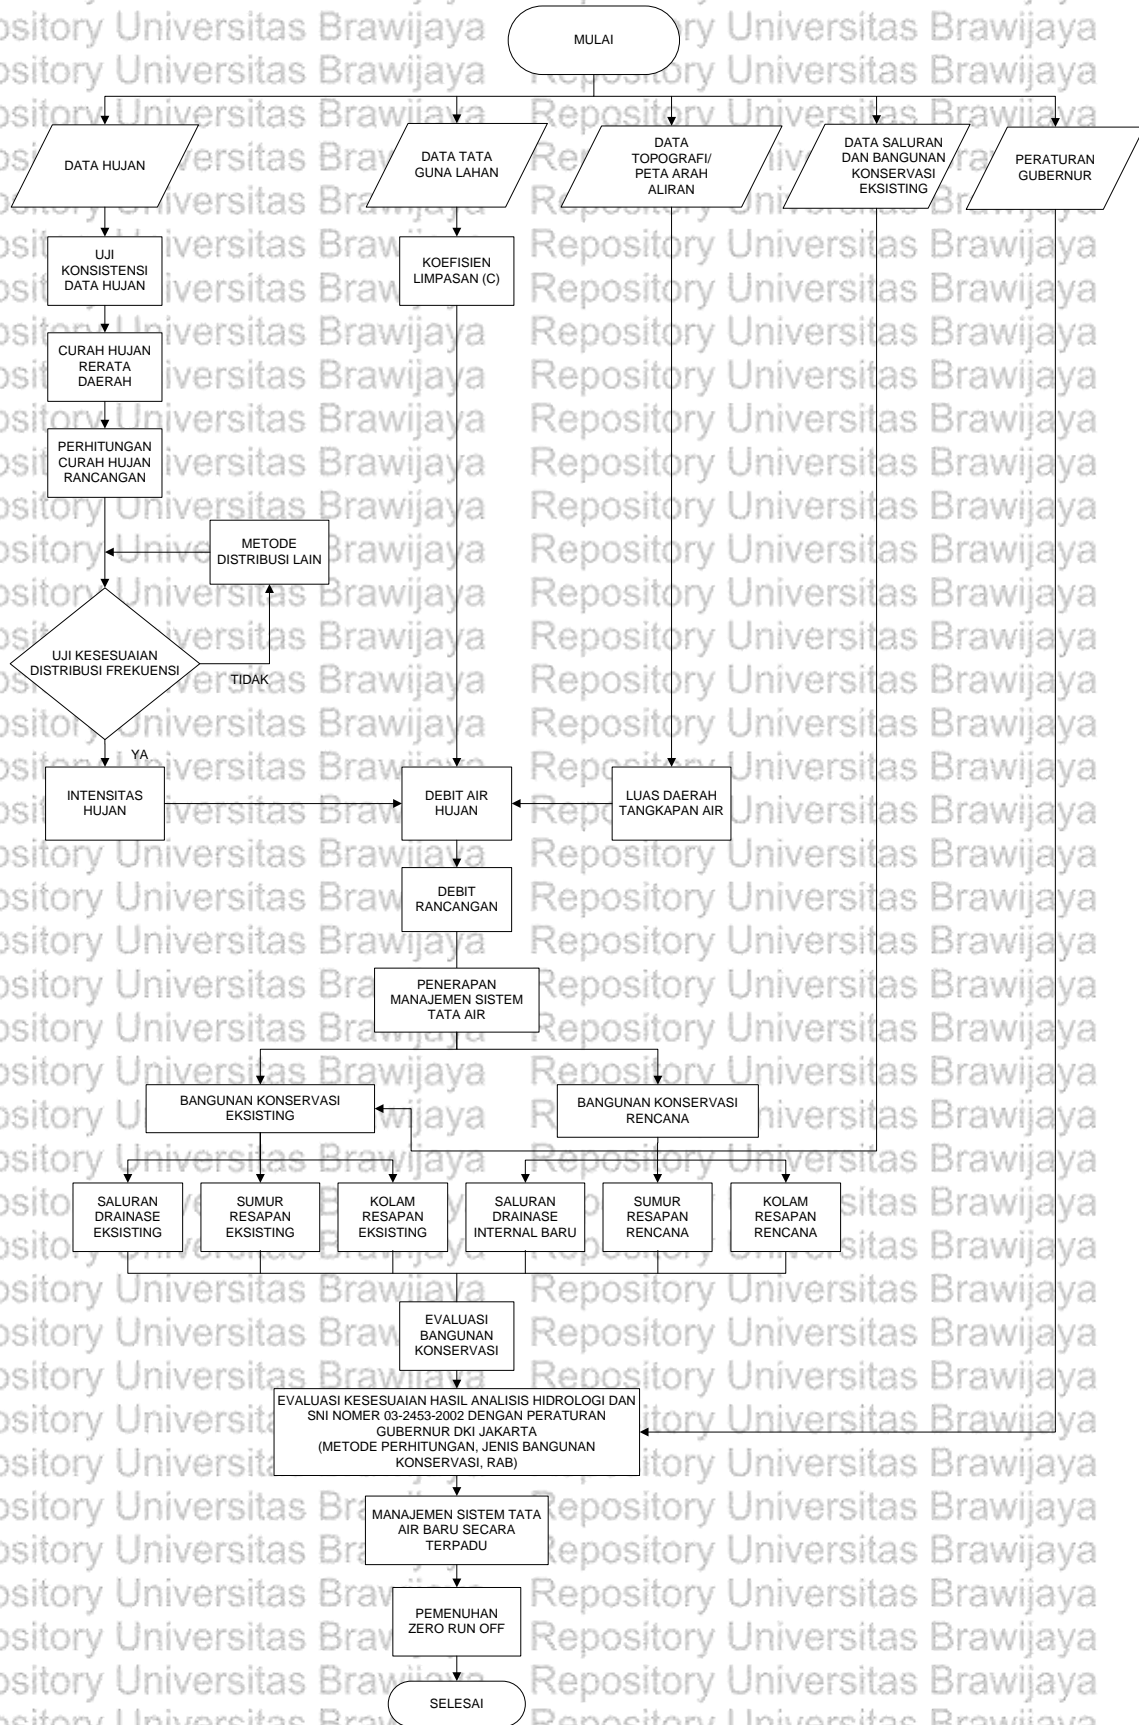 MULAI
DATA HUJAN
DATA TATA
GUNA LAHAN
DATA
TOPOGRAFI/
PETA ARAH
ALIRAN
DATA SALURAN
DAN BANGUNAN
KONSERVASI
EKSISTING
PERATURAN
GUBERNUR
UJI
KONSISTENSI
DATA HUJAN
KOEFISIEN
LIMPASAN (C)
CURAH HUJAN
RERATA
DAERAH
PERHITUNGAN
CURAH HUJAN
RANCANGAN
METODE
DISTRIBUSI LAIN
UJI KESESUAIAN
DISTRIBUSI FREKUENSI
TIDAK
YA
INTENSITAS
HUJAN
DEBIT AIR
HUJAN
LUAS DAERAH
TANGKAPAN AIR
DEBIT
RANCANGAN
PENERAPAN
MANAJEMEN SISTEM
TATA AIR
BANGUNAN KONSERVASI
EKSISTING
BANGUNAN KONSERVASI
RENCANA
SALURAN
DRAINASE
EKSISTING
SUMUR
RESAPAN
EKSISTING
KOLAM
RESAPAN
EKSISTING
SALURAN
DRAINASE
INTERNAL BARU
SUMUR
RESAPAN
RENCANA
KOLAM
RESAPAN
RENCANA
EVALUASI
BANGUNAN
KONSERVASI
EVALUASI KESESUAIAN HASIL ANALISIS HIDROLOGI DAN
SNI NOMER 03-2453-2002 DENGAN PERATURAN
GUBERNUR DKI JAKARTA
(METODE PERHITUNGAN, JENIS BANGUNAN
KONSERVASI, RAB)
MANAJEMEN SISTEM TATA
AIR BARU SECARA
TERPADU
PEMENUHAN
ZERO RUN OFF
SELESAI
Repository Universitas Brawijaya